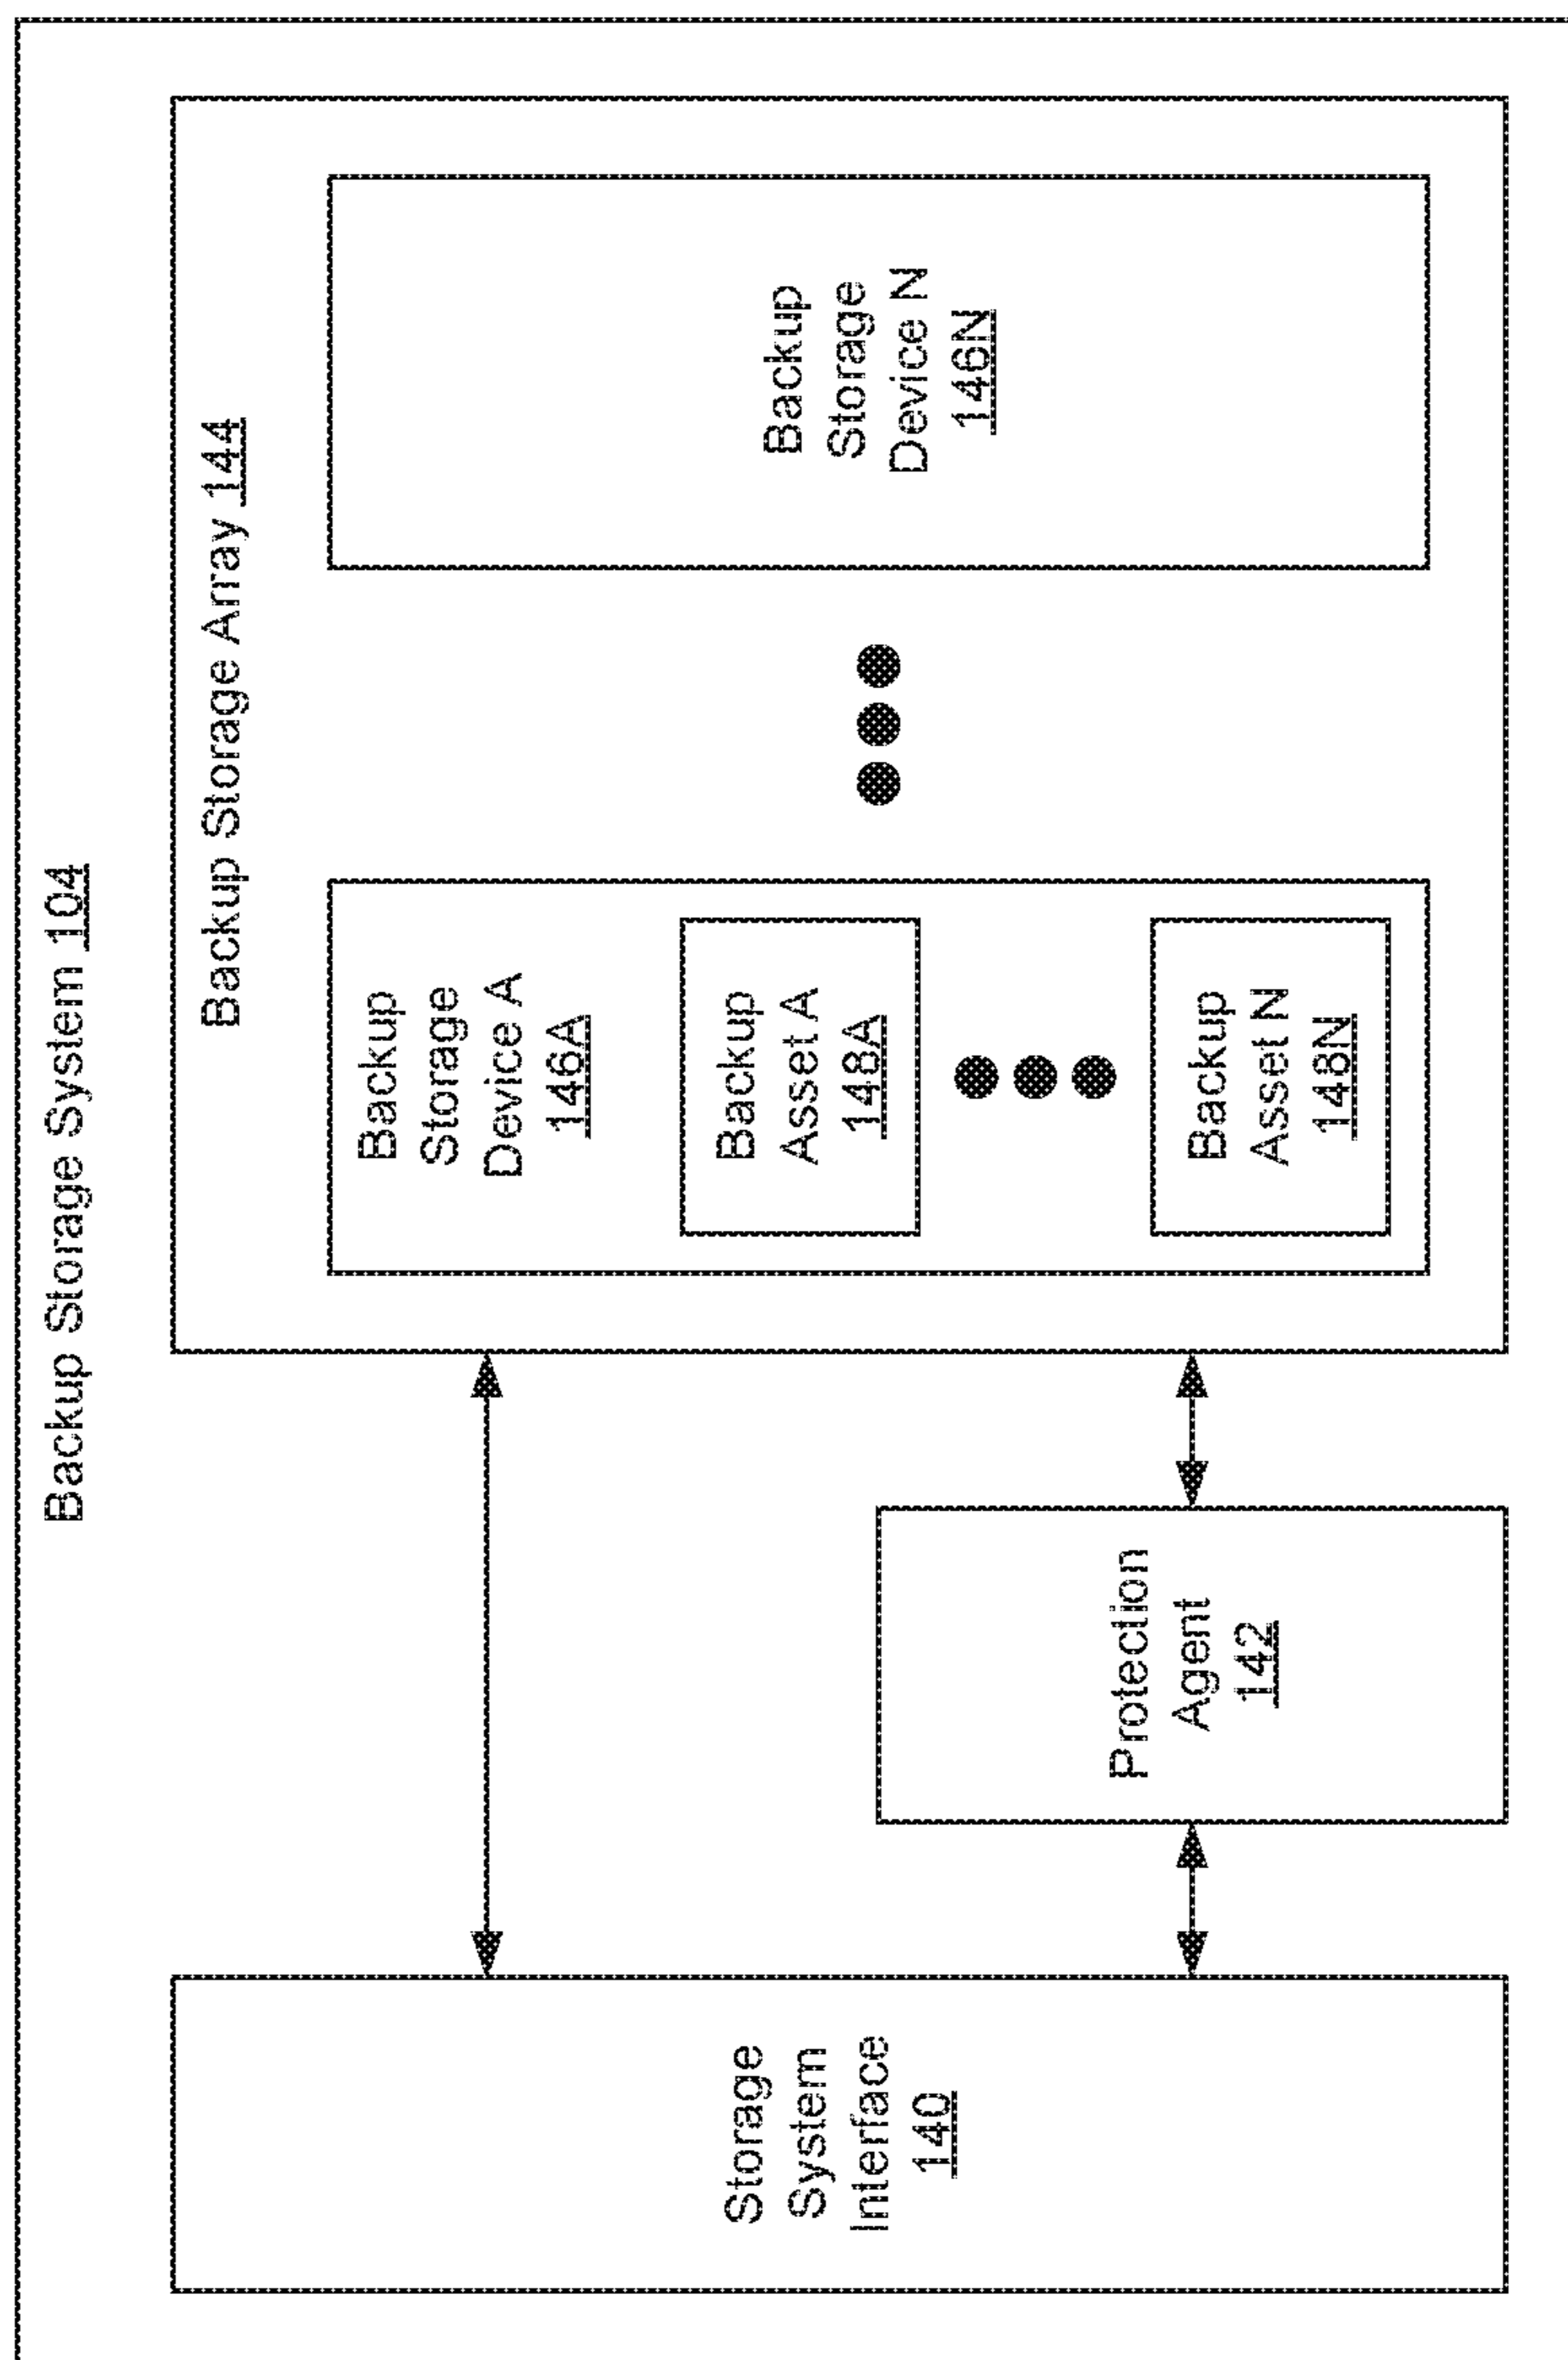 Backup Storage System 104
Storage
System
Interface
140
Protection
Agent
142
Backup Storage Array 144
Backup
Storage
Device A
146A
Backup
Asset A
148A
Backup
Asset N
148N
Backup
Storage
Device N
146N